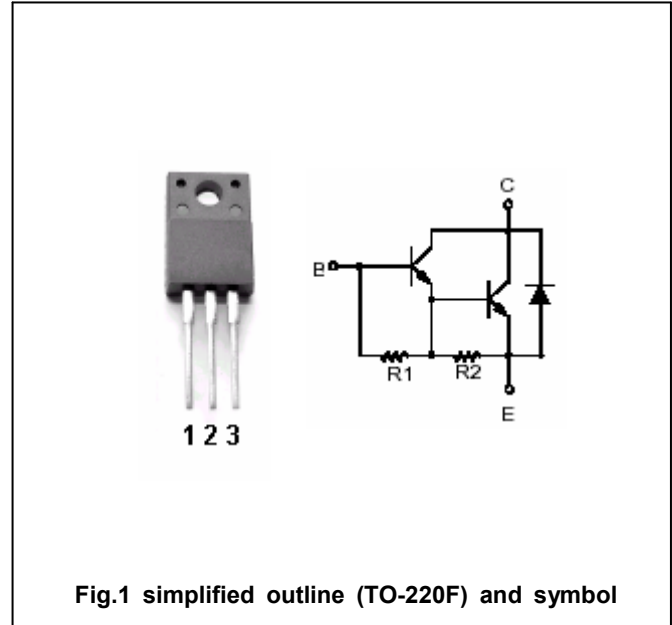 C
B
R1
R2
E
1 2 3
Fig.1 simplified outline (TO-220F) and symbol